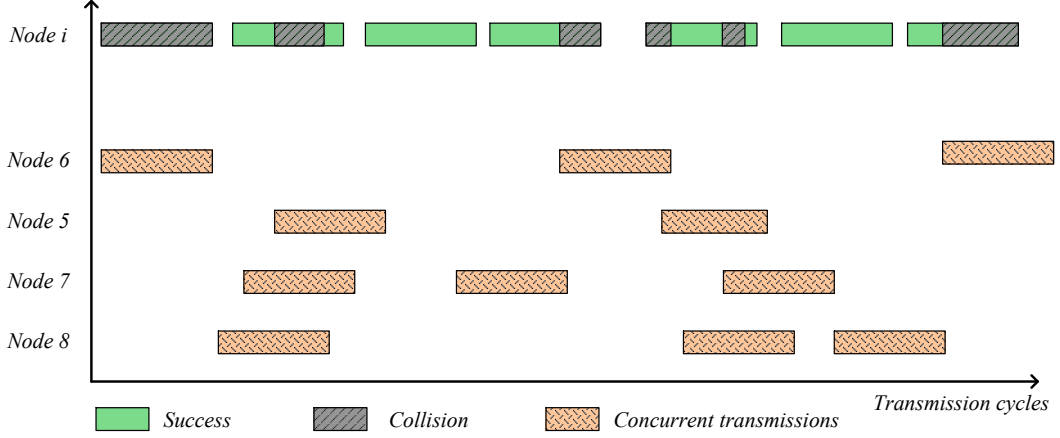 Node i
Node 6
Node 5
Node 7
Node 8
Transmission cycles
Success Collision Concurrent transmissions